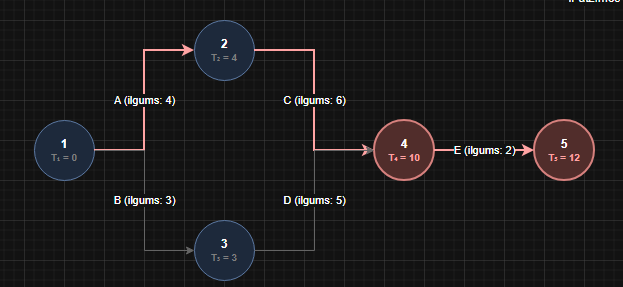 2
T₂ = 4
A (ilgums: 4)
C (ilgums: 6)
1
T₁ = 0
4
T₄ = 10
E (ilgums: 2)
5
T₅ = 12
B (ilgums: 3)
D (ilgums: 5)
3
T₃ = 3